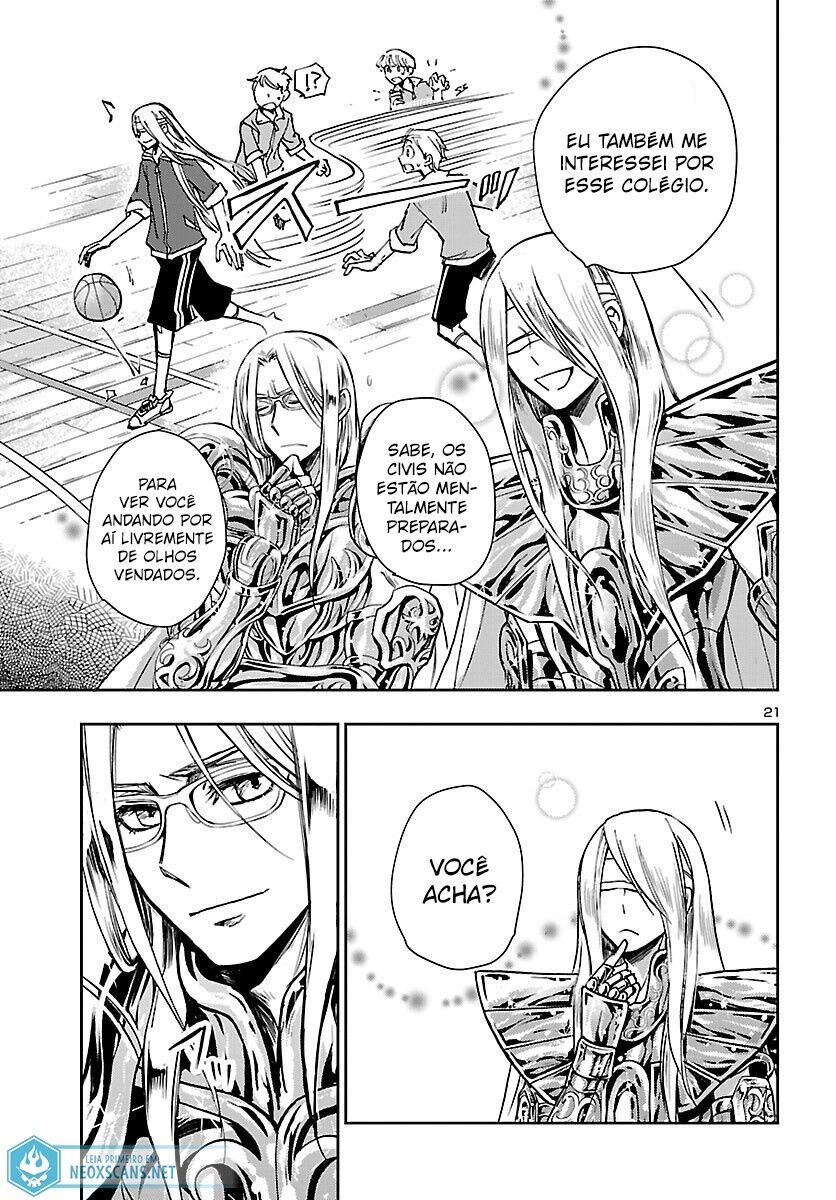 EU TAMBÉM ME
INTERESSEI POR
ESSE COLÉGIO.
!?
SABE, OS
CIVIS NÃO
ESTÃO MEN-
TALMENTE
PREPARA-
DOS...
PARA
VER VOCÊ
ANDANDO POR
AÍ LIVREMENTE
DE OLHOS
VENDADOS.
21
VOCÊ
ACHA?
LEIA PRIMEIRO EM
NEOXSCANS.NET